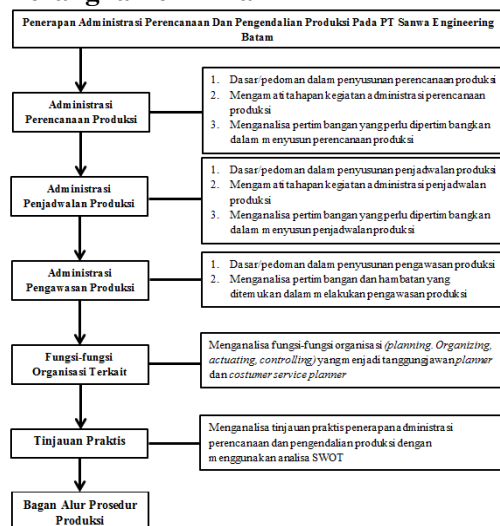 Penerapan Administrasi Perencanaan Dan Pengendalian Produksi Pada PT Sanwa Engineering
Batam
Administrasi
Perencanaan Produksi
1. Dasar/pedoman dalam penyusunan perencanaan produksi
2. Mengamati tahapan kegiatan administrasi perencanaan
produksi
3. Menganalisa pertimbangan yang perlu dipertimbangkan
dalam menyusun perencanaan produksi
Administrasi
Penjadwalan Produksi
1. Dasar/pedoman dalam penyusunan penjadwalan produksi
2. Mengamati tahapan kegiatan administrasi penjadwalan
produksi
3. Menganalisa pertimbangan yang perlu dipertimbangkan
dalam menyusun penjadwalan produksi
Administrasi
Pengawasan Produksi
1. Dasar/pedoman dalam penyusunan pengawasan produksi
2. Menganalisa pertimbangan dan hambatan yang
ditemukan dalam melakukan pengawasan produksi
Fungsi-fungsi
Organisasi Terkait
Menganalisa fungsi-fungsi organisasi (planning. Organizing,
actuating, controlling) yang menjadi tanggungjawan planner
dan costumer service planner
Tinjauan Praktis
Menganalisa tinjauan praktis penerapan administrasi
perencanaan dan pengendalian produksi dengan
menggunakan analisa SWOT
Bagan Alur Prosedur
Produksi